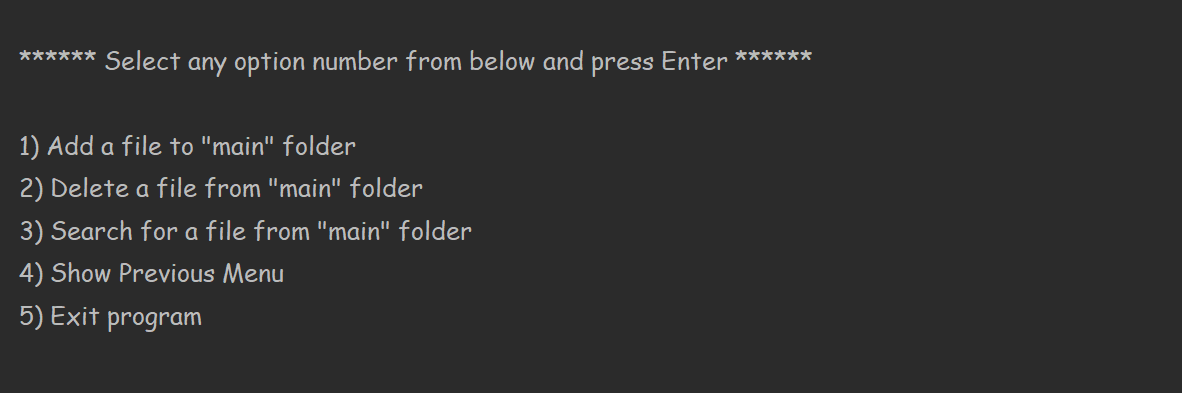 ****** Select any option number from below and press Enter ******
1) Add a file to "main" folder
2) Delete a file from "main" folder
3) Search for a file from "main" folder
4) Show Previous Menu
5) Exit program